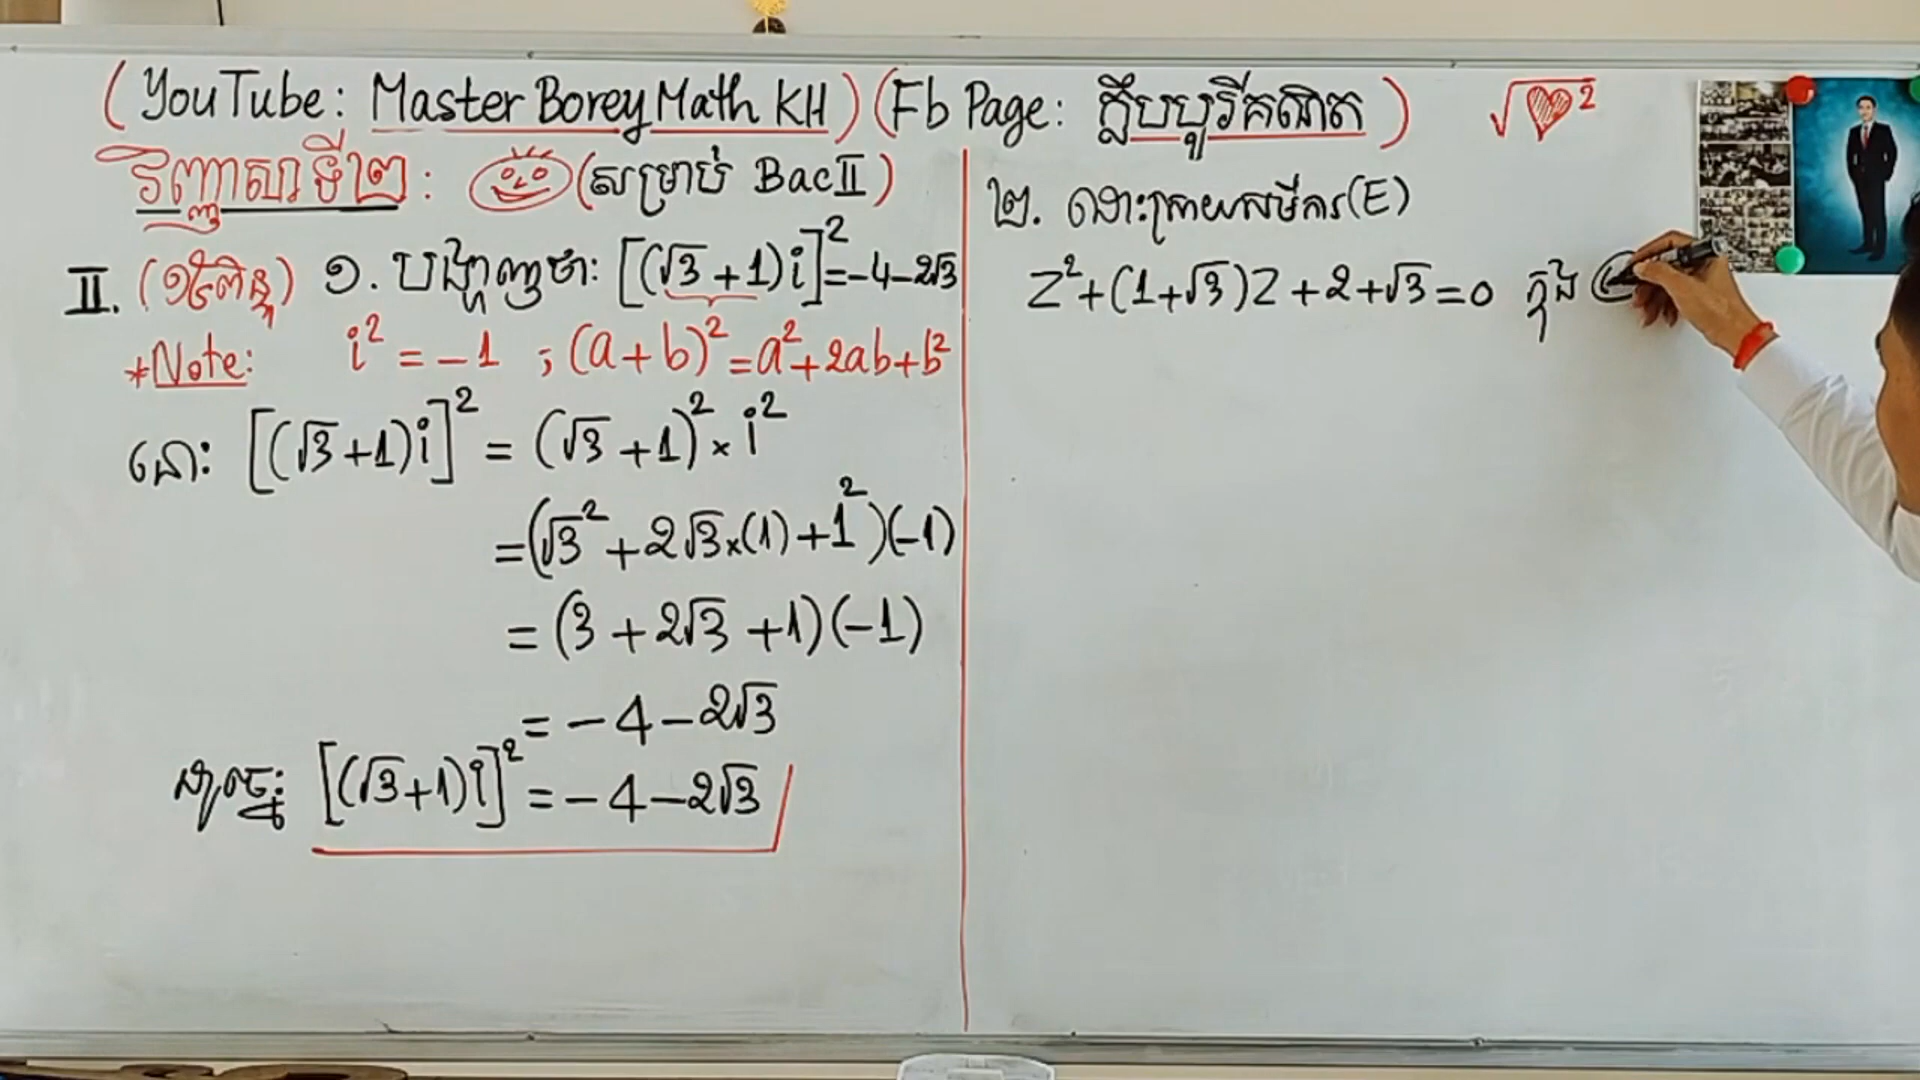 (YouTube: Master Borey Math KH) (Fb Page: ក្លឹបបូរីគណិត) √♥²
វិញ្ញាសាទី២ : (សម្រាប់ Bac II)
II. (១៥ពិន្ទុ) ១. បង្ហាញថា: [(√3+1)i]²=-4-2√3
*Note: i² = -1 ; (a+b)²=a²+2ab+b²
នោះ [(√3+1)i]² = (√3+1)²×i²
=(√3²+2√3×(1)+1²)(-1)
= (3+2√3+1)(-1)
= -4-2√3
ដូចនេះ [(√3+1)i]² = -4-2√3
២. ដោះស្រាយសមីការ(E)
Z²+(1+√3)Z+2+√3=0 ក្នុង